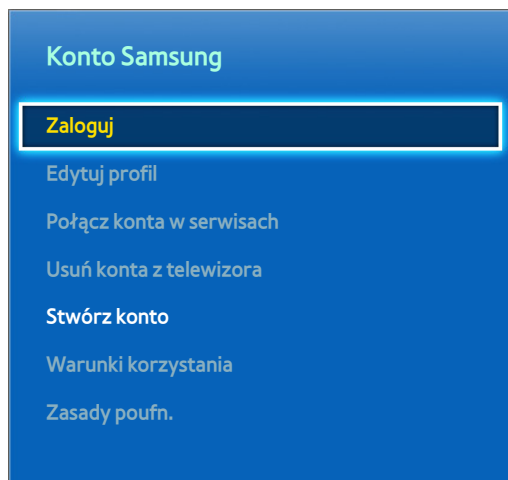 Konto Samsung
Zaloguj
Edytuj profil
Połącz konta w serwisach
Usuń konta z telewizora
Stwórz konto
Warunki korzystania
Zasady poufn.